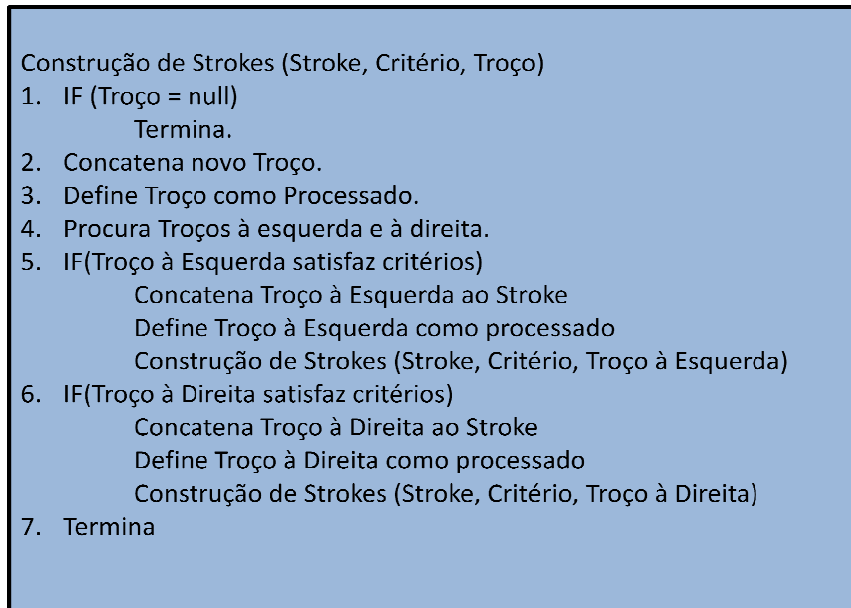 Construção de Strokes (Stroke, Critério, Troço)
1. IF (Troço = null)
Termina.
2. Concatena novo Troço.
3. Define Troço como Processado.
4. Procura Troços à esquerda e à direita.
5. IF(Troço à Esquerda satisfaz critérios)
Concatena Troço à Esquerda ao Stroke
Define Troço à Esquerda como processado
Construção de Strokes (Stroke, Critério, Troço à Esquerda)
6. IF(Troço à Direita satisfaz critérios)
Concatena Troço à Direita ao Stroke
Define Troço à Direita como processado
Construção de Strokes (Stroke, Critério, Troço à Direita)
7. Termina